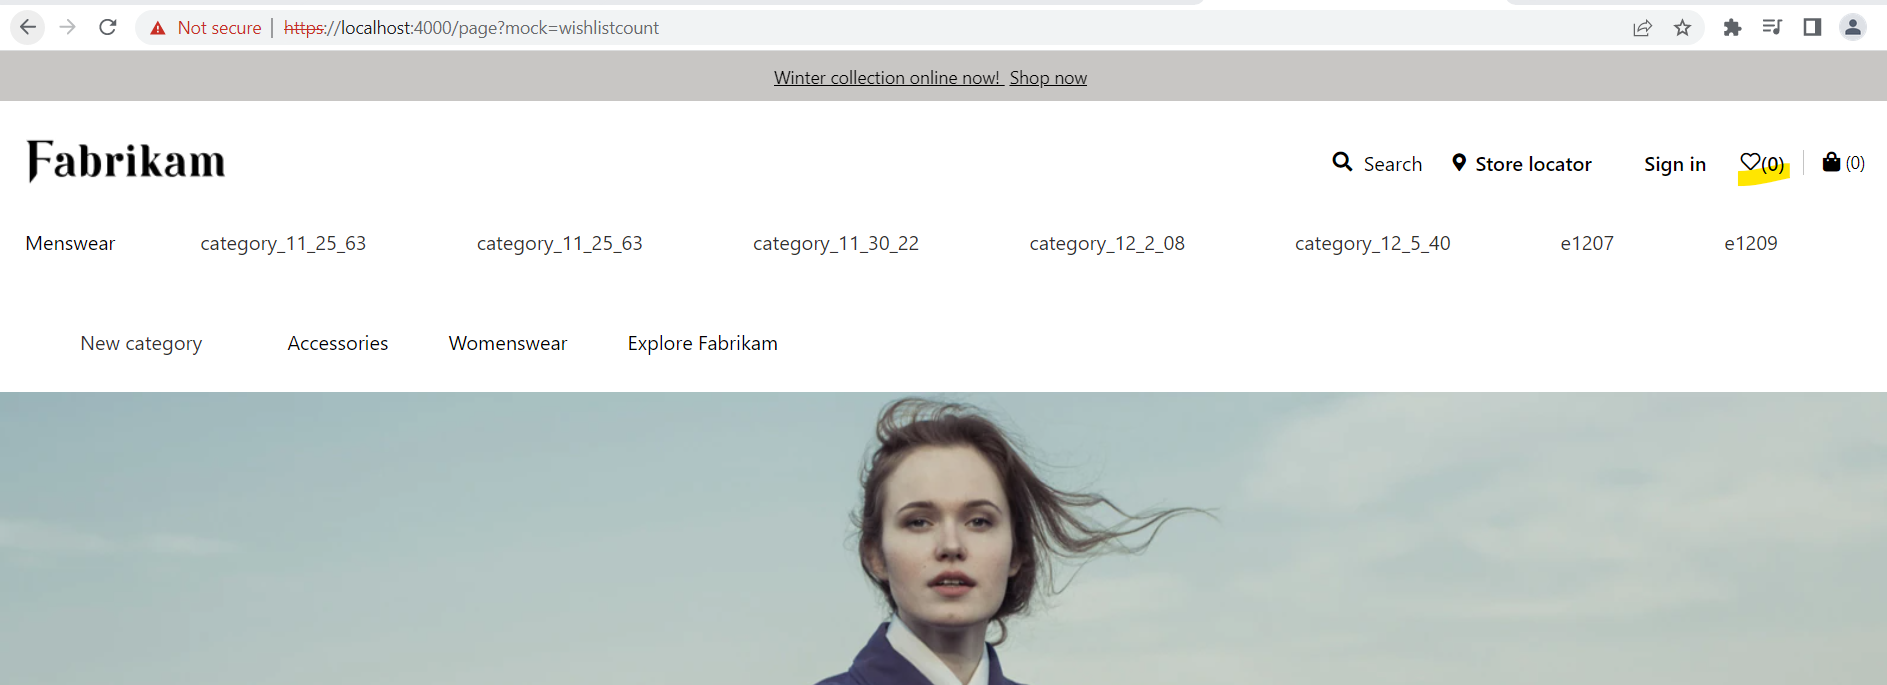 Not secure | https://localhost:4000/page?mock=wishlistcount
Winter collection online now! Shop now
Fabrikam
Search Store locator Sign in (0) (0)
Menswear category_11_25_63 category_11_25_63 category_11_30_22 category_12_2_08 category_12_5_40 e1207 e1209
New category Accessories Womenswear Explore Fabrikam